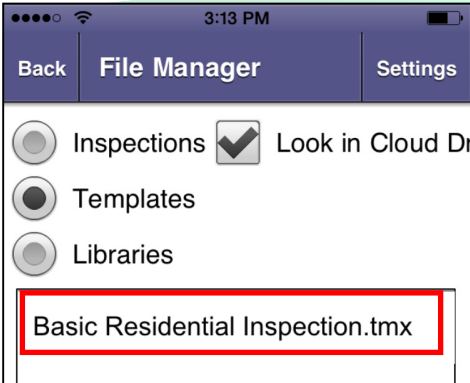 3:13 PM
Back File Manager Settings
Inspections Look in Cloud Dr
Templates
Libraries
Basic Residential Inspection.tmx